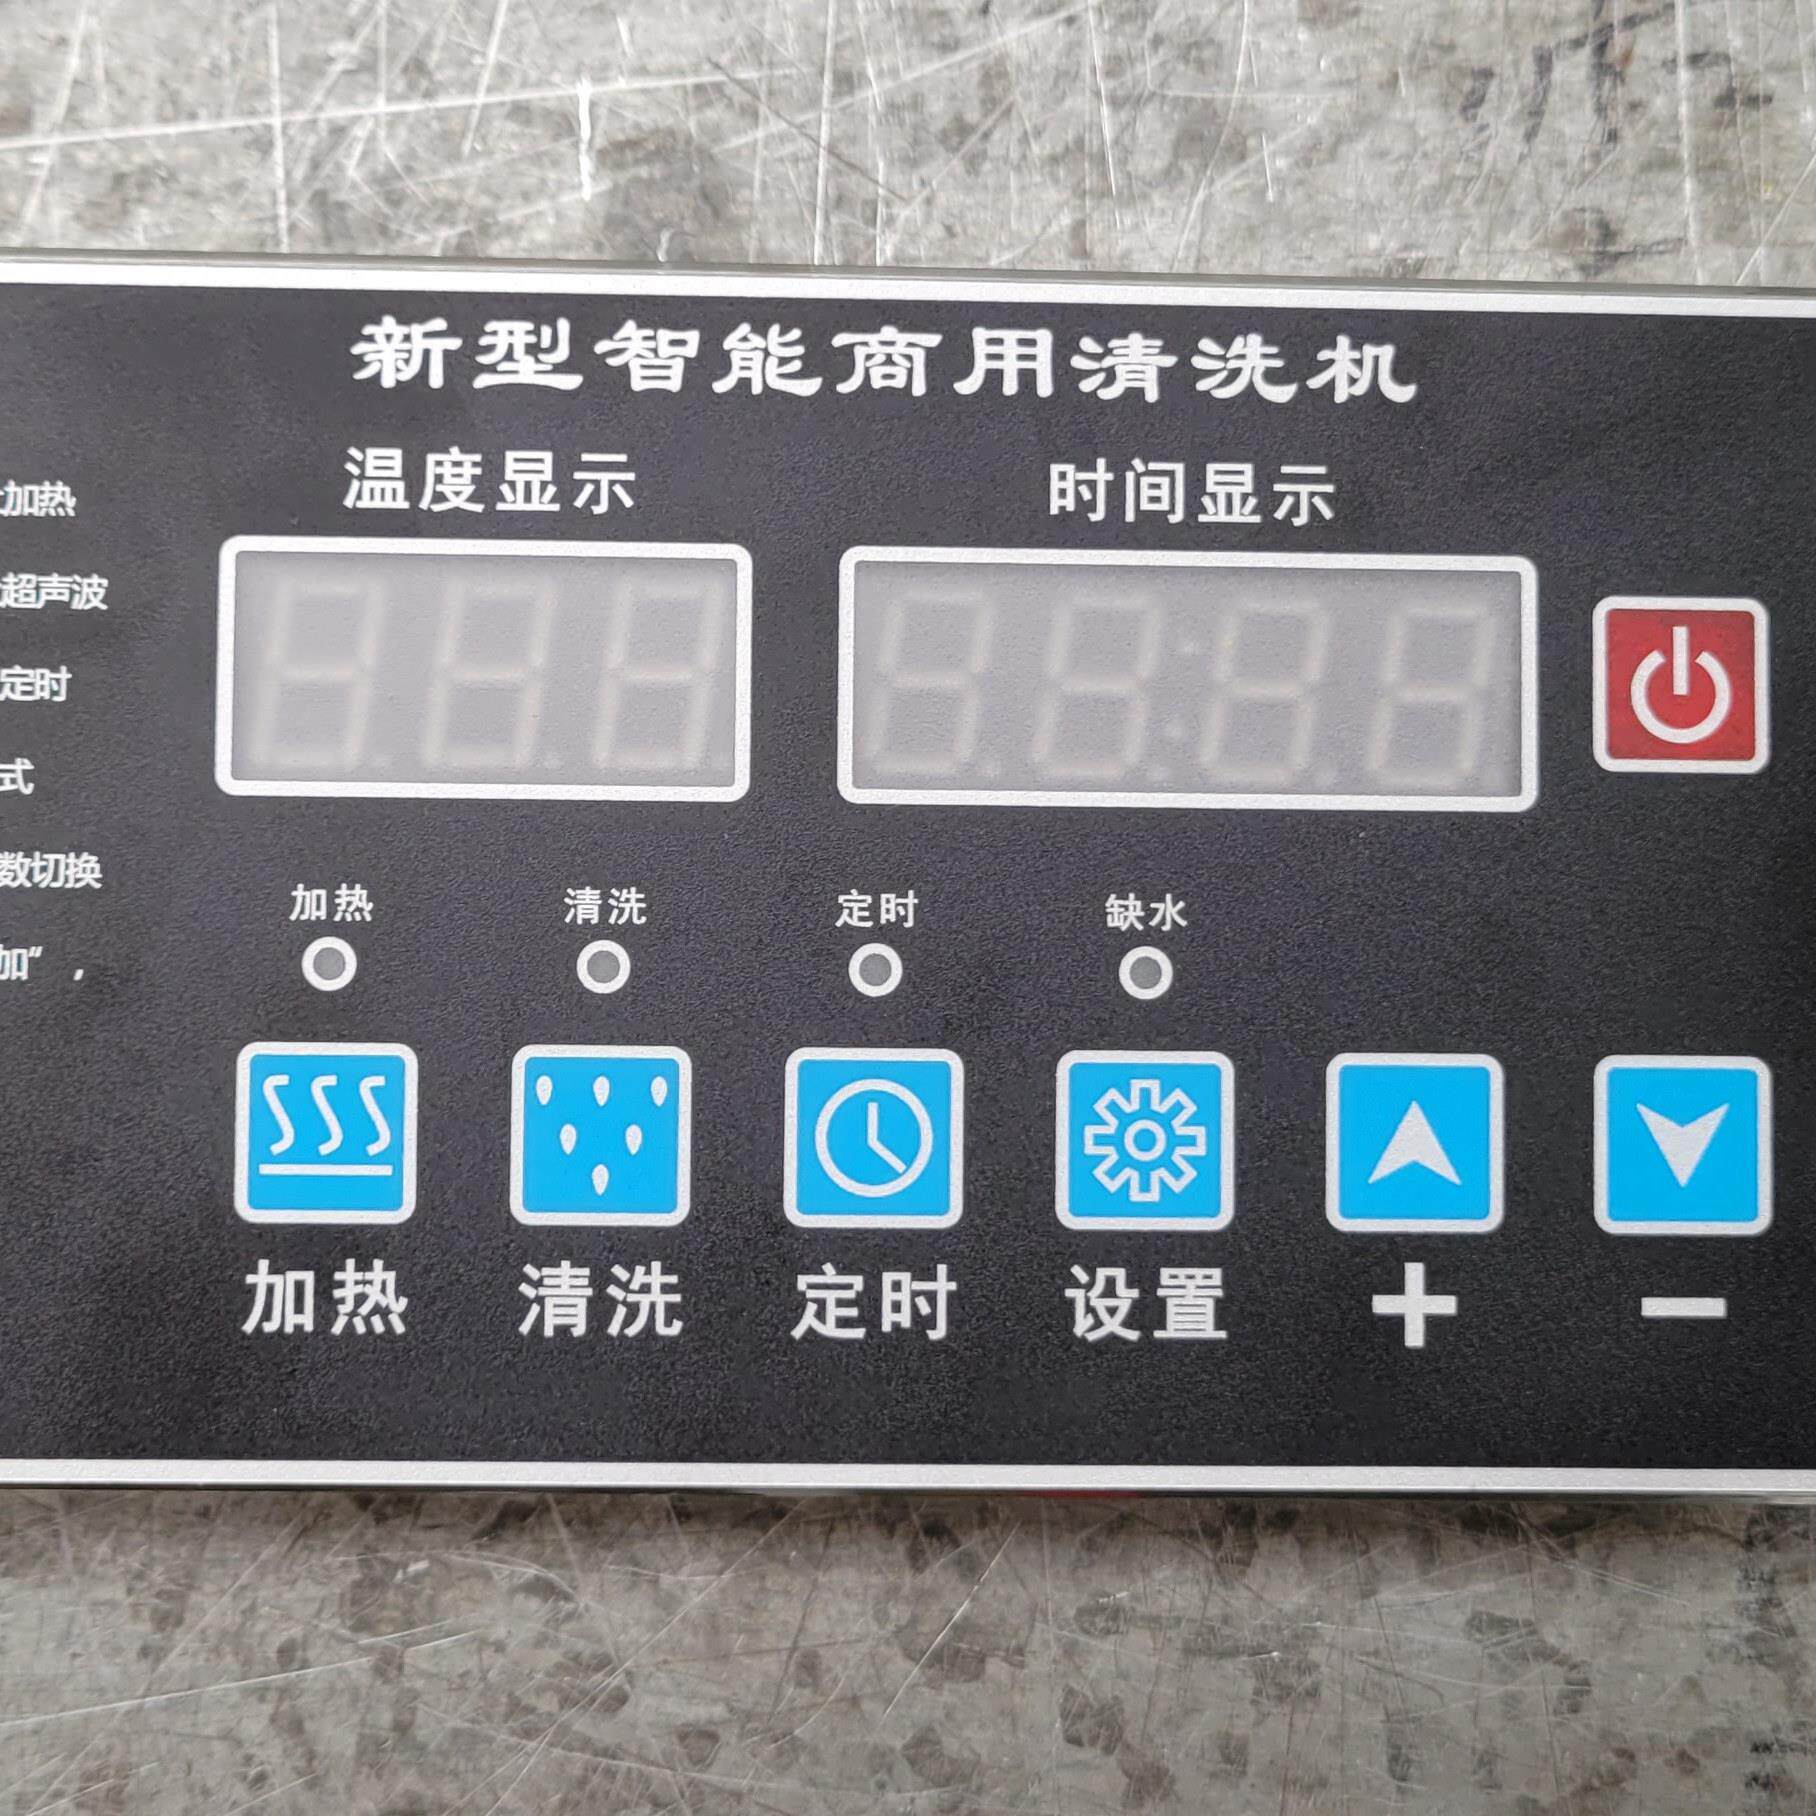 新型智能商用清洗机
温度显示 时间显示
加热
超声波
定时
式
数切换
加“，
加热 清洗 定时 缺水
加热 清洗 定时 设置 + −